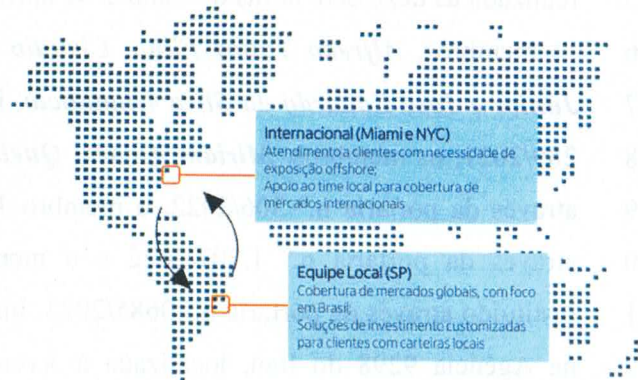 Internacional (Miami e NYC)
Atendimento a clientes com necessidade de
exposição offshore;
Apoio ao time local para cobertura de
mercados internacionais
Equipe Local (SP)
Cobertura de mercados globais, com foco
em Brasil;
Soluções de investimento customizadas
para clientes com carteiras locais